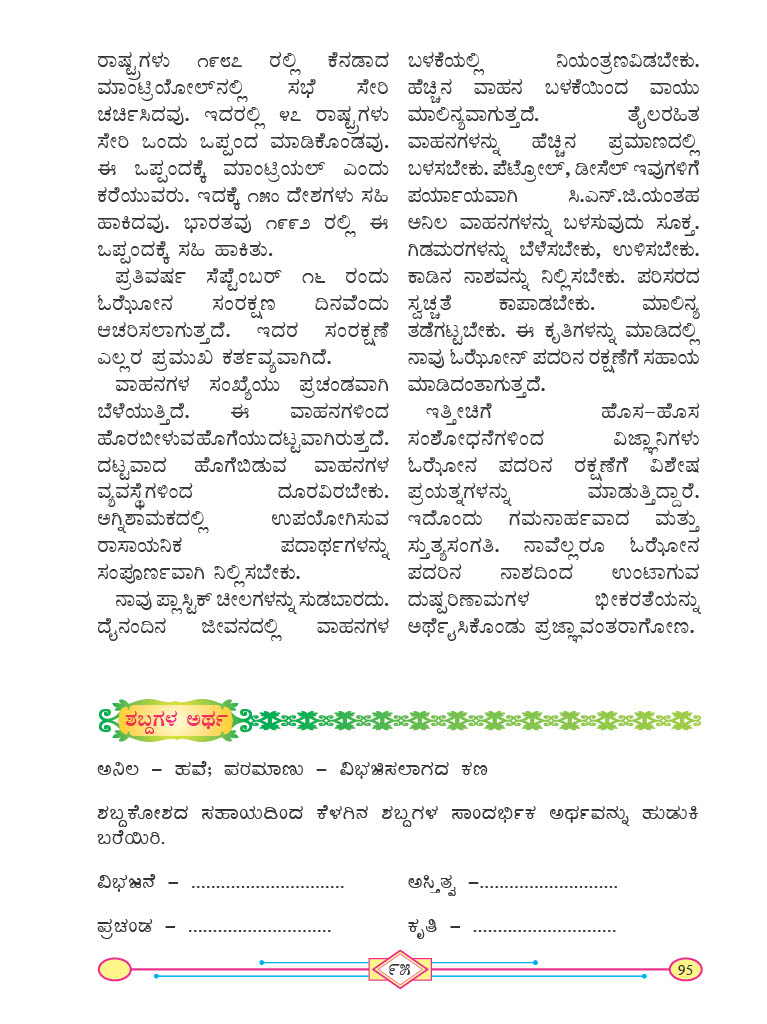 ರಾಷ್ಟ್ರಗಳು ೧೯೮೭ ರಲ್ಲಿ ಕೆನಡಾದ
ಮಾಂಟ್ರಿಯೋಲ್‌ನಲ್ಲಿ ಸಭೆ ಸೇರಿ
ಚರ್ಚಿಸಿದವು. ಇದರಲ್ಲಿ ೪೭ ರಾಷ್ಟ್ರಗಳು
ಸೇರಿ ಒಂದು ಒಪ್ಪಂದ ಮಾಡಿಕೊಂಡವು.
ಈ ಒಪ್ಪಂದಕ್ಕೆ ಮಾಂಟ್ರಿಯಲ್ ಎಂದು
ಕರೆಯುವರು. ಇದಕ್ಕೆ ೧೫೦ ದೇಶಗಳು ಸಹಿ
ಹಾಕಿದವು. ಭಾರತವು ೧೯೯೨ ರಲ್ಲಿ ಈ
ಒಪ್ಪಂದಕ್ಕೆ ಸಹಿ ಹಾಕಿತು.
ಪ್ರತಿವರ್ಷ ಸೆಪ್ಟೆಂಬರ್ ೧೬ ರಂದು
ಓಝೋನ ಸಂರಕ್ಷಣ ದಿನವೆಂದು
ಆಚರಿಸಲಾಗುತ್ತದೆ. ಇದರ ಸಂರಕ್ಷಣೆ
ಎಲ್ಲರ ಪ್ರಮುಖ ಕರ್ತವ್ಯವಾಗಿದೆ.
ವಾಹನಗಳ ಸಂಖ್ಯೆಯು ಪ್ರಚಂಡವಾಗಿ
ಬೆಳೆಯುತ್ತಿದೆ. ಈ ವಾಹನಗಳಿಂದ
ಹೊರಬೀಳುವ ಹೊಗೆಯು ದಟ್ಟವಾಗಿರುತ್ತದೆ.
ದಟ್ಟವಾದ ಹೊಗೆಬಿಡುವ ವಾಹನಗಳ
ವ್ಯವಸ್ಥೆಗಳಿಂದ ದೂರವಿರಬೇಕು.
ಅಗ್ನಿಶಾಮಕದಲ್ಲಿ ಉಪಯೋಗಿಸುವ
ರಾಸಾಯನಿಕ ಪದಾರ್ಥಗಳನ್ನು
ಸಂಪೂರ್ಣವಾಗಿ ನಿಲ್ಲಿಸಬೇಕು.
ನಾವು ಪ್ಲಾಸ್ಟಿಕ್ ಚೀಲಗಳನ್ನು ಸುಡಬಾರದು.
ದೈನಂದಿನ ಜೀವನದಲ್ಲಿ ವಾಹನಗಳ
ಬಳಕೆಯಲ್ಲಿ ನಿಯಂತ್ರಣವಿಡಬೇಕು.
ಹೆಚ್ಚಿನ ವಾಹನ ಬಳಕೆಯಿಂದ ವಾಯು
ಮಾಲಿನ್ಯವಾಗುತ್ತದೆ. ತೈಲರಹಿತ
ವಾಹನಗಳನ್ನು ಹೆಚ್ಚಿನ ಪ್ರಮಾಣದಲ್ಲಿ
ಬಳಸಬೇಕು. ಪೆಟ್ರೋಲ್, ಡೀಸೆಲ್ ಇವುಗಳಿಗೆ
ಪರ್ಯಾಯವಾಗಿ ಸಿ.ಎನ್.ಜಿ.ಯಂತಹ
ಅನಿಲ ವಾಹನಗಳನ್ನು ಬಳಸುವುದು ಸೂಕ್ತ.
ಗಿಡಮರಗಳನ್ನು ಬೆಳೆಸಬೇಕು, ಉಳಿಸಬೇಕು.
ಕಾಡಿನ ನಾಶವನ್ನು ನಿಲ್ಲಿಸಬೇಕು. ಪರಿಸರದ
ಸ್ವಚ್ಚತೆ ಕಾಪಾಡಬೇಕು. ಮಾಲಿನ್ಯ
ತಡೆಗಟ್ಟಬೇಕು. ಈ ಕೃತಿಗಳನ್ನು ಮಾಡಿದಲ್ಲಿ
ನಾವು ಓಝೋನ್ ಪದರಿನ ರಕ್ಷಣೆಗೆ ಸಹಾಯ
ಮಾಡಿದಂತಾಗುತ್ತದೆ.
ಇತ್ತೀಚಿಗೆ ಹೊಸ–ಹೊಸ
ಸಂಶೋಧನೆಗಳಿಂದ ವಿಜ್ಞಾನಿಗಳು
ಓಝೋನ ಪದರಿನ ರಕ್ಷಣೆಗೆ ವಿಶೇಷ
ಪ್ರಯತ್ನಗಳನ್ನು ಮಾಡುತ್ತಿದ್ದಾರೆ.
ಇದೊಂದು ಗಮನಾರ್ಹವಾದ ಮತ್ತು
ಸ್ತುತ್ಯಸಂಗತಿ. ನಾವೆಲ್ಲರೂ ಓಝೋನ
ಪದರಿನ ನಾಶದಿಂದ ಉಂಟಾಗುವ
ದುಷ್ಪರಿಣಾಮಗಳ ಭೀಕರತೆಯನ್ನು
ಅರ್ಥೈಸಿಕೊಂಡು ಪ್ರಜ್ಞಾವಂತರಾಗೋಣ.
ಶಬ್ದಗಳ ಅರ್ಥ
ಅನಿಲ – ಹವೆ; ಪರಮಾಣು – ವಿಭಜಿಸಲಾಗದ ಕಣ
ಶಬ್ದಕೋಶದ ಸಹಾಯದಿಂದ ಕೆಳಗಿನ ಶಬ್ದಗಳ ಸಾಂದರ್ಭಿಕ ಅರ್ಥವನ್ನು ಹುಡುಕಿ
ಬರೆಯಿರಿ.
ವಿಭಜನೆ – ............................... ಅಸ್ತಿತ್ವ –............................
ಪ್ರಚಂಡ – ............................. ಕೃತಿ – .............................
೯೫ 95